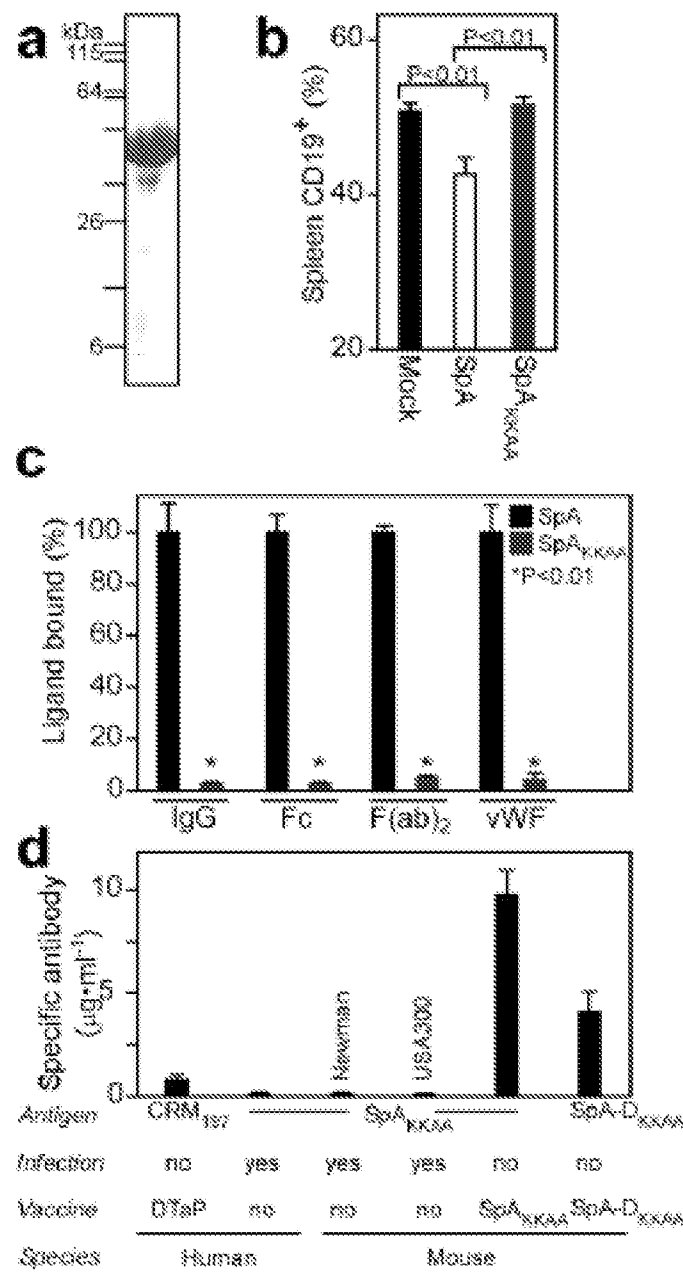 a
kDa
115
64
26
6
b
Spleen CD19+ (%)
60
40
20
P<0.01
P<0.01
Mock
SpA
SpAKKAA
c
Ligand bound (%)
100
80
60
40
20
0
SpA
SpAKKAA
*P<0.01
*
*
*
*
IgG
Fc
F(ab)2
vWF
d
Specific antibody
(µg•ml-1)
10
5
0
Newman
USA300
Antigen CRM197 SpAKKAA SpA-DKKAA
Infection no yes yes yes no no
Vaccine DTaP no no no SpAKKAA SpA-DKKAA
Species Human Mouse